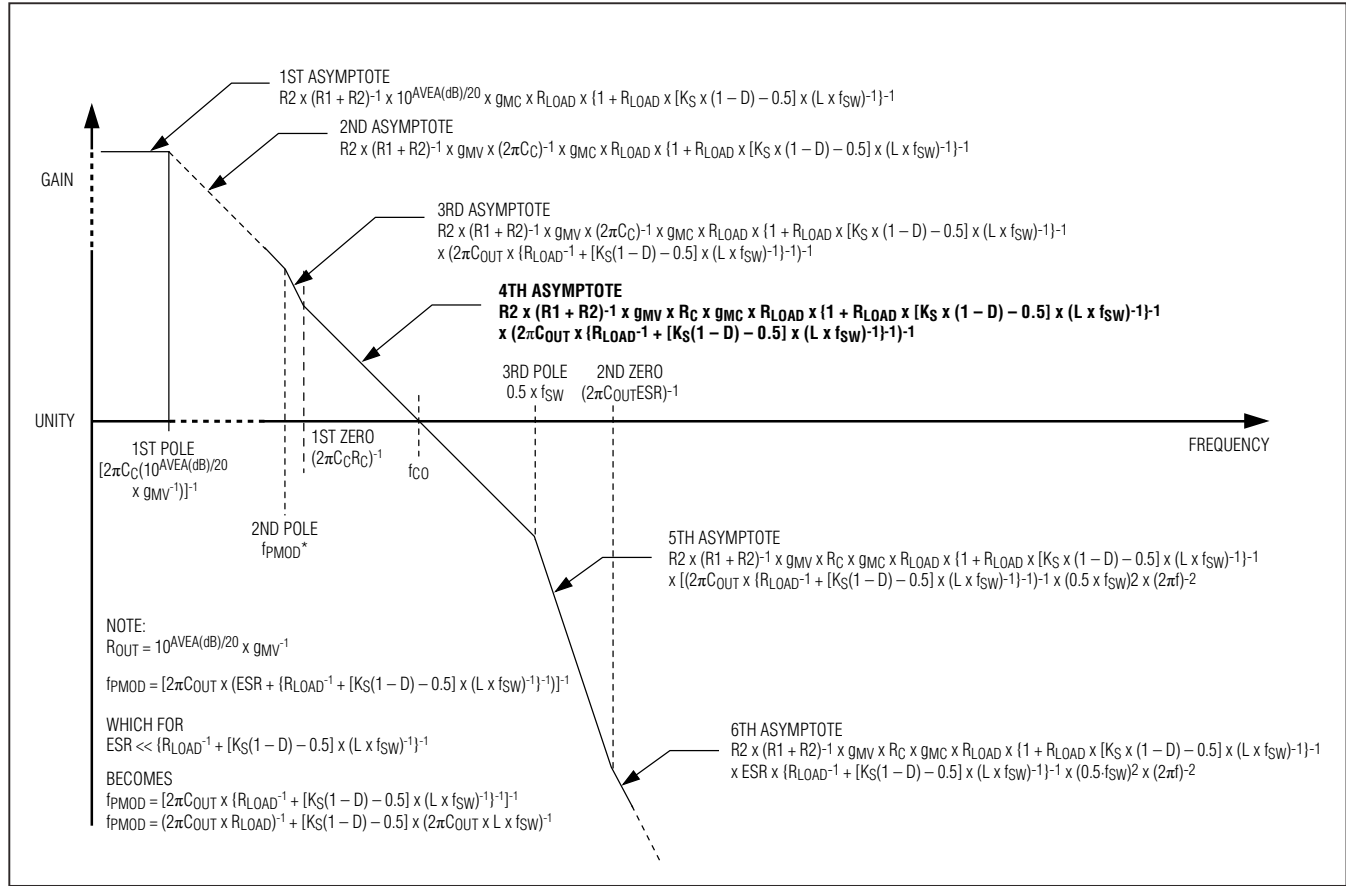 1ST ASYMPTOTE
R2 x (R1 + R2)⁻¹ x 10^AVEA(dB)/20 x gMC x RLOAD x {1 + RLOAD x [KS x (1 – D) – 0.5] x (L x fSW)⁻¹}⁻¹
2ND ASYMPTOTE
R2 x (R1 + R2)⁻¹ x gMV x (2πCC)⁻¹ x gMC x RLOAD x {1 + RLOAD x [KS x (1 – D) – 0.5] x (L x fSW)⁻¹}⁻¹
GAIN
3RD ASYMPTOTE
R2 x (R1 + R2)⁻¹ x gMV x (2πCC)⁻¹ x gMC x RLOAD x {1 + RLOAD x [KS x (1 – D) – 0.5] x (L x fSW)⁻¹}⁻¹
x (2πCOUT x {RLOAD⁻¹ + [KS(1 – D) – 0.5] x (L x fSW)⁻¹}⁻¹)⁻¹
4TH ASYMPTOTE
R2 x (R1 + R2)⁻¹ x gMV x RC x gMC x RLOAD x {1 + RLOAD x [KS x (1 – D) – 0.5] x (L x fSW)⁻¹}⁻¹
x (2πCOUT x {RLOAD⁻¹ + [KS(1 – D) – 0.5] x (L x fSW)⁻¹}⁻¹)⁻¹
3RD POLE
0.5 x fSW
2ND ZERO
(2πCOUTESR)⁻¹
UNITY
FREQUENCY
1ST POLE
[2πCC(10^AVEA(dB)/20
x gMV⁻¹)]⁻¹
1ST ZERO
(2πCCRC)⁻¹
fCO
2ND POLE
fPMOD*
5TH ASYMPTOTE
R2 x (R1 + R2)⁻¹ x gMV x RC x gMC x RLOAD x {1 + RLOAD x [KS x (1 – D) – 0.5] x (L x fSW)⁻¹}⁻¹
x [(2πCOUT x {RLOAD⁻¹ + [KS(1 – D) – 0.5] x (L x fSW)⁻¹}⁻¹)⁻¹ x (0.5 x fSW)² x (2πf)⁻²
NOTE:
ROUT = 10^AVEA(dB)/20 x gMV⁻¹
fPMOD = [2πCOUT x (ESR + {RLOAD⁻¹ + [KS(1 – D) – 0.5] x (L x fSW)⁻¹}⁻¹)]⁻¹
WHICH FOR
ESR << {RLOAD⁻¹ + [KS(1 – D) – 0.5] x (L x fSW)⁻¹}⁻¹
BECOMES
fPMOD = [2πCOUT x {RLOAD⁻¹ + [KS(1 – D) – 0.5] x (L x fSW)⁻¹}⁻¹]⁻¹
fPMOD = (2πCOUT x RLOAD)⁻¹ + [KS(1 – D) – 0.5] x (2πCOUT x L x fSW)⁻¹
6TH ASYMPTOTE
R2 x (R1 + R2)⁻¹ x gMV x RC x gMC x RLOAD x {1 + RLOAD x [KS x (1 – D) – 0.5] x (L x fSW)⁻¹}⁻¹
x ESR x {RLOAD⁻¹ + [KS(1 – D) – 0.5] x (L x fSW)⁻¹}⁻¹ x (0.5·fSW)² x (2πf)⁻²